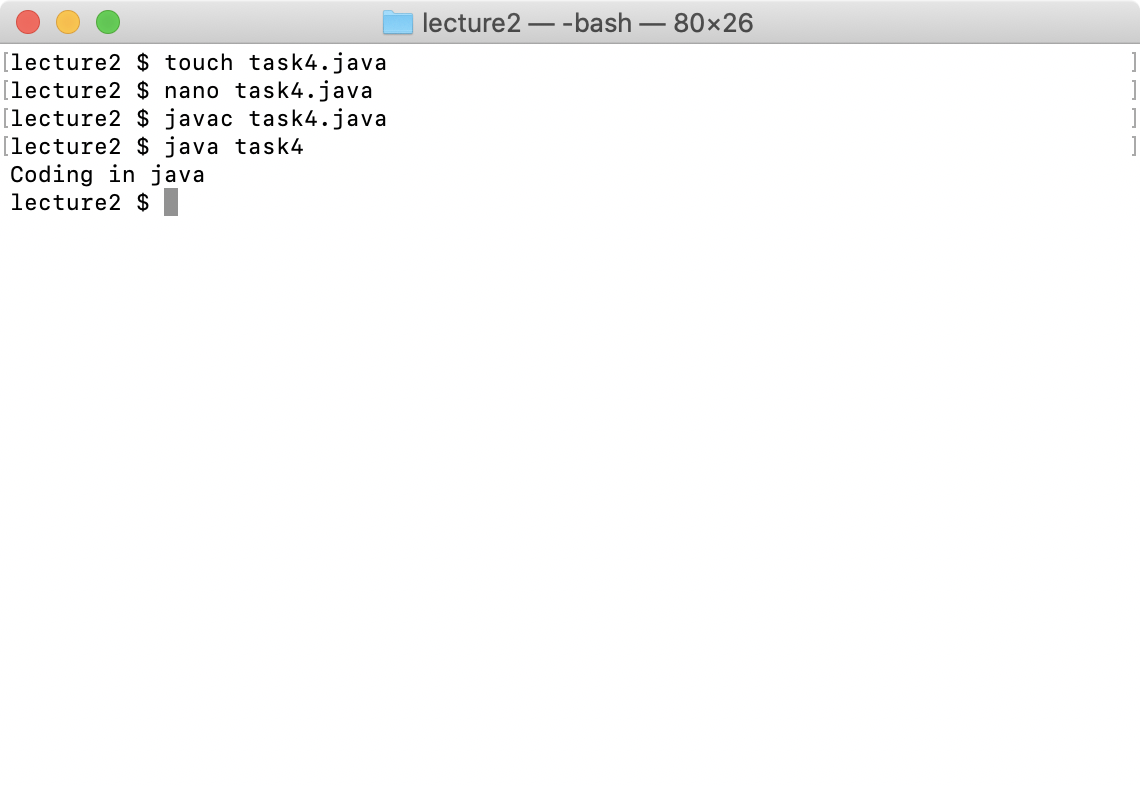 lecture2 — -bash — 80×26
[lecture2 $ touch task4.java ]
[lecture2 $ nano task4.java ]
[lecture2 $ javac task4.java ]
[lecture2 $ java task4 ]
Coding in java
lecture2 $